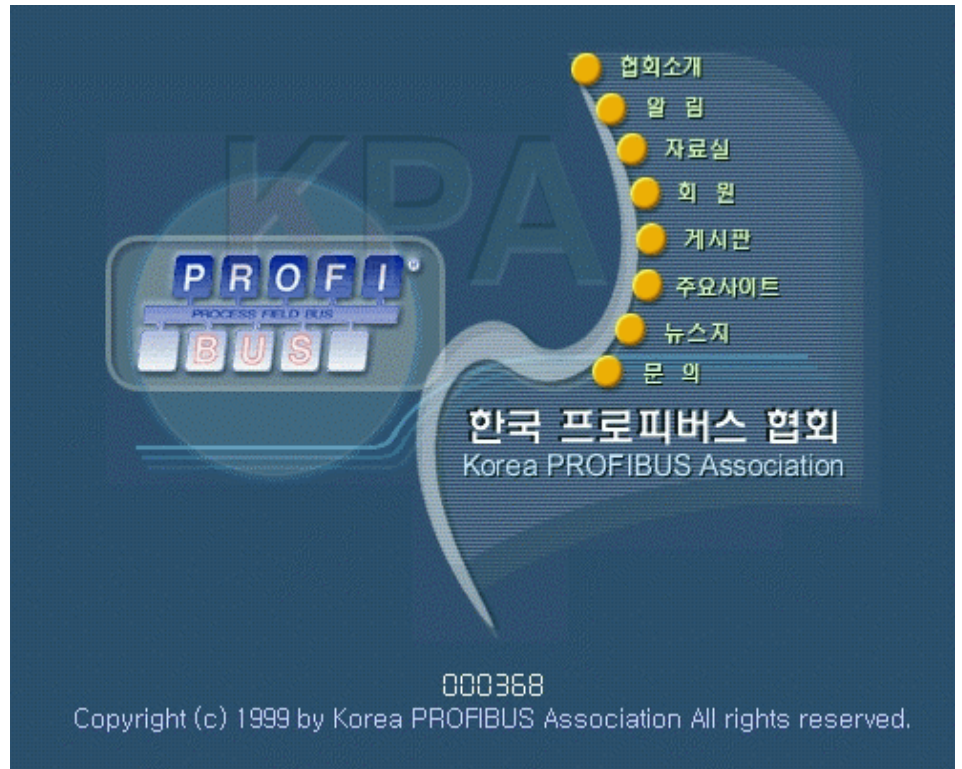 협회소개
알 림
자료실
회 원
게시판
주요사이트
뉴스지
문 의
KPA
PROFI®
PROCESS FIELD BUS
BUS
한국 프로피버스 협회
Korea PROFIBUS Association
000368
Copyright (c) 1999 by Korea PROFIBUS Association All rights reserved.